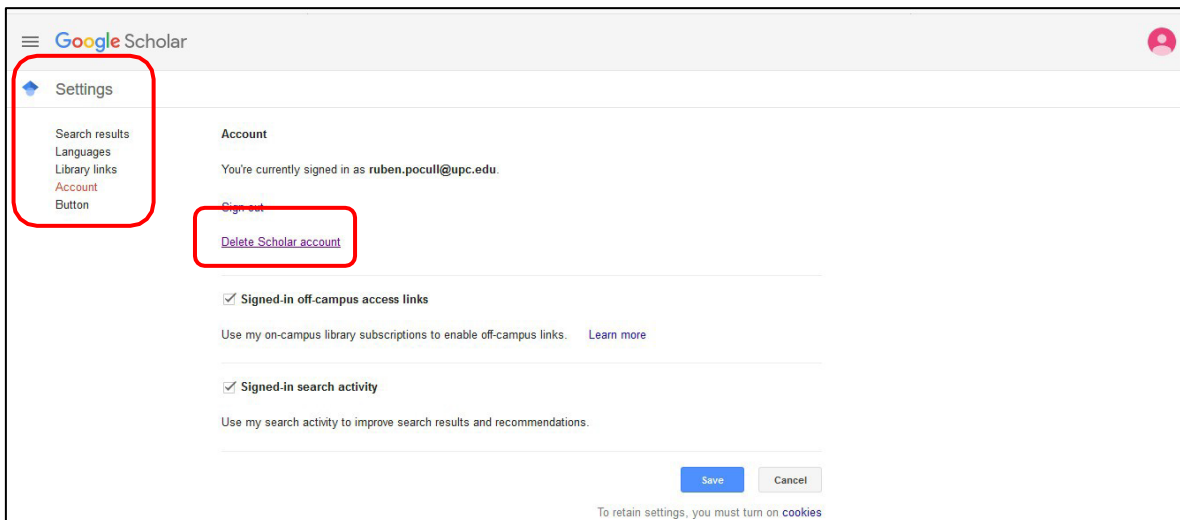 Google Scholar
Settings
Search results
Languages
Library links
Account
Button
Account
You're currently signed in as ruben.pocull@upc.edu.
Sign out
Delete Scholar account
Signed-in off-campus access links
Use my on-campus library subscriptions to enable off-campus links. Learn more
Signed-in search activity
Use my search activity to improve search results and recommendations.
Save Cancel
To retain settings, you must turn on cookies